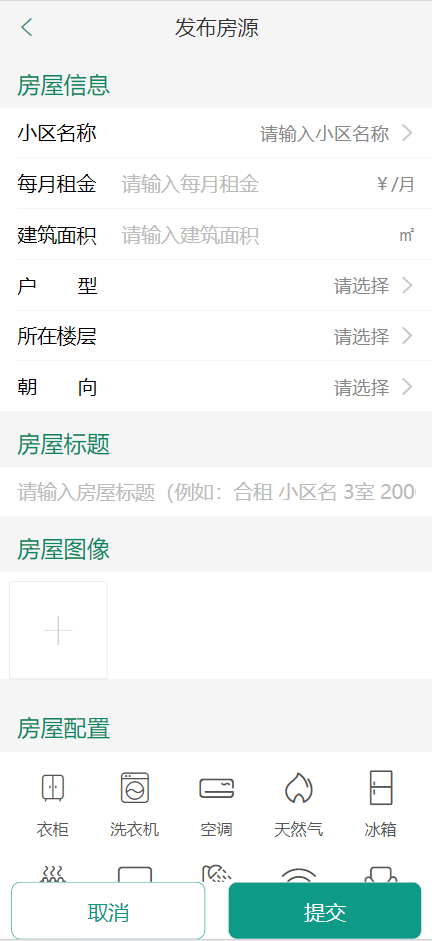 发布房源
房屋信息
小区名称 请输入小区名称
每月租金 请输入每月租金 ¥/月
建筑面积 请输入建筑面积 ㎡
户 型 请选择
所在楼层 请选择
朝 向 请选择
房屋标题
请输入房屋标题（例如：合租 小区名 3室 200
房屋图像
房屋配置
衣柜 洗衣机 空调 天然气 冰箱
取消 提交